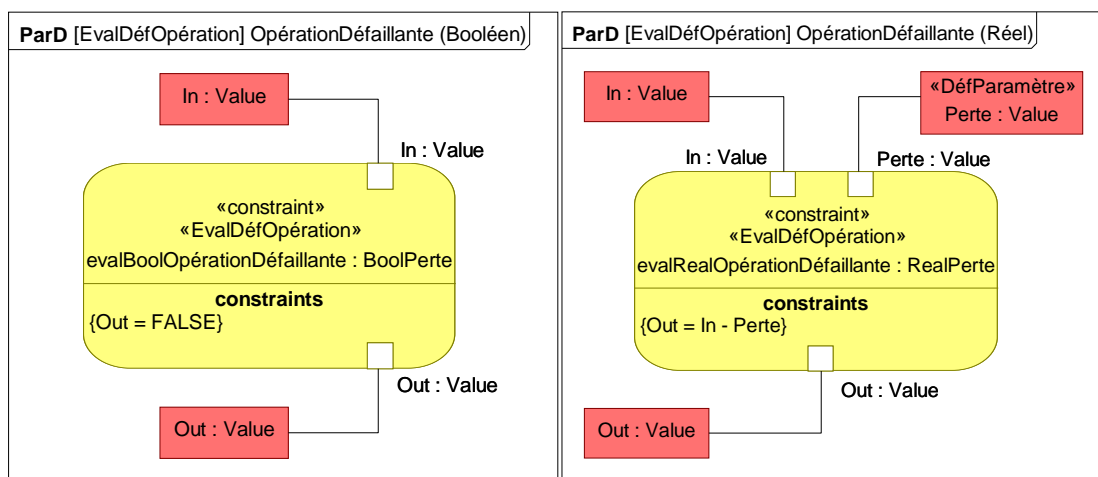 ParD [EvalDéfOpération] OpérationDéfaillante (Booléen)
In : Value
In : Value
«constraint»
«EvalDéfOpération»
evalBoolOpérationDéfaillante : BoolPerte
constraints
{Out = FALSE}
Out : Value
Out : Value
ParD [EvalDéfOpération] OpérationDéfaillante (Réel)
In : Value
«DéfParamètre»
Perte : Value
In : Value
Perte : Value
«constraint»
«EvalDéfOpération»
evalRealOpérationDéfaillante : RealPerte
constraints
{Out = In - Perte}
Out : Value
Out : Value